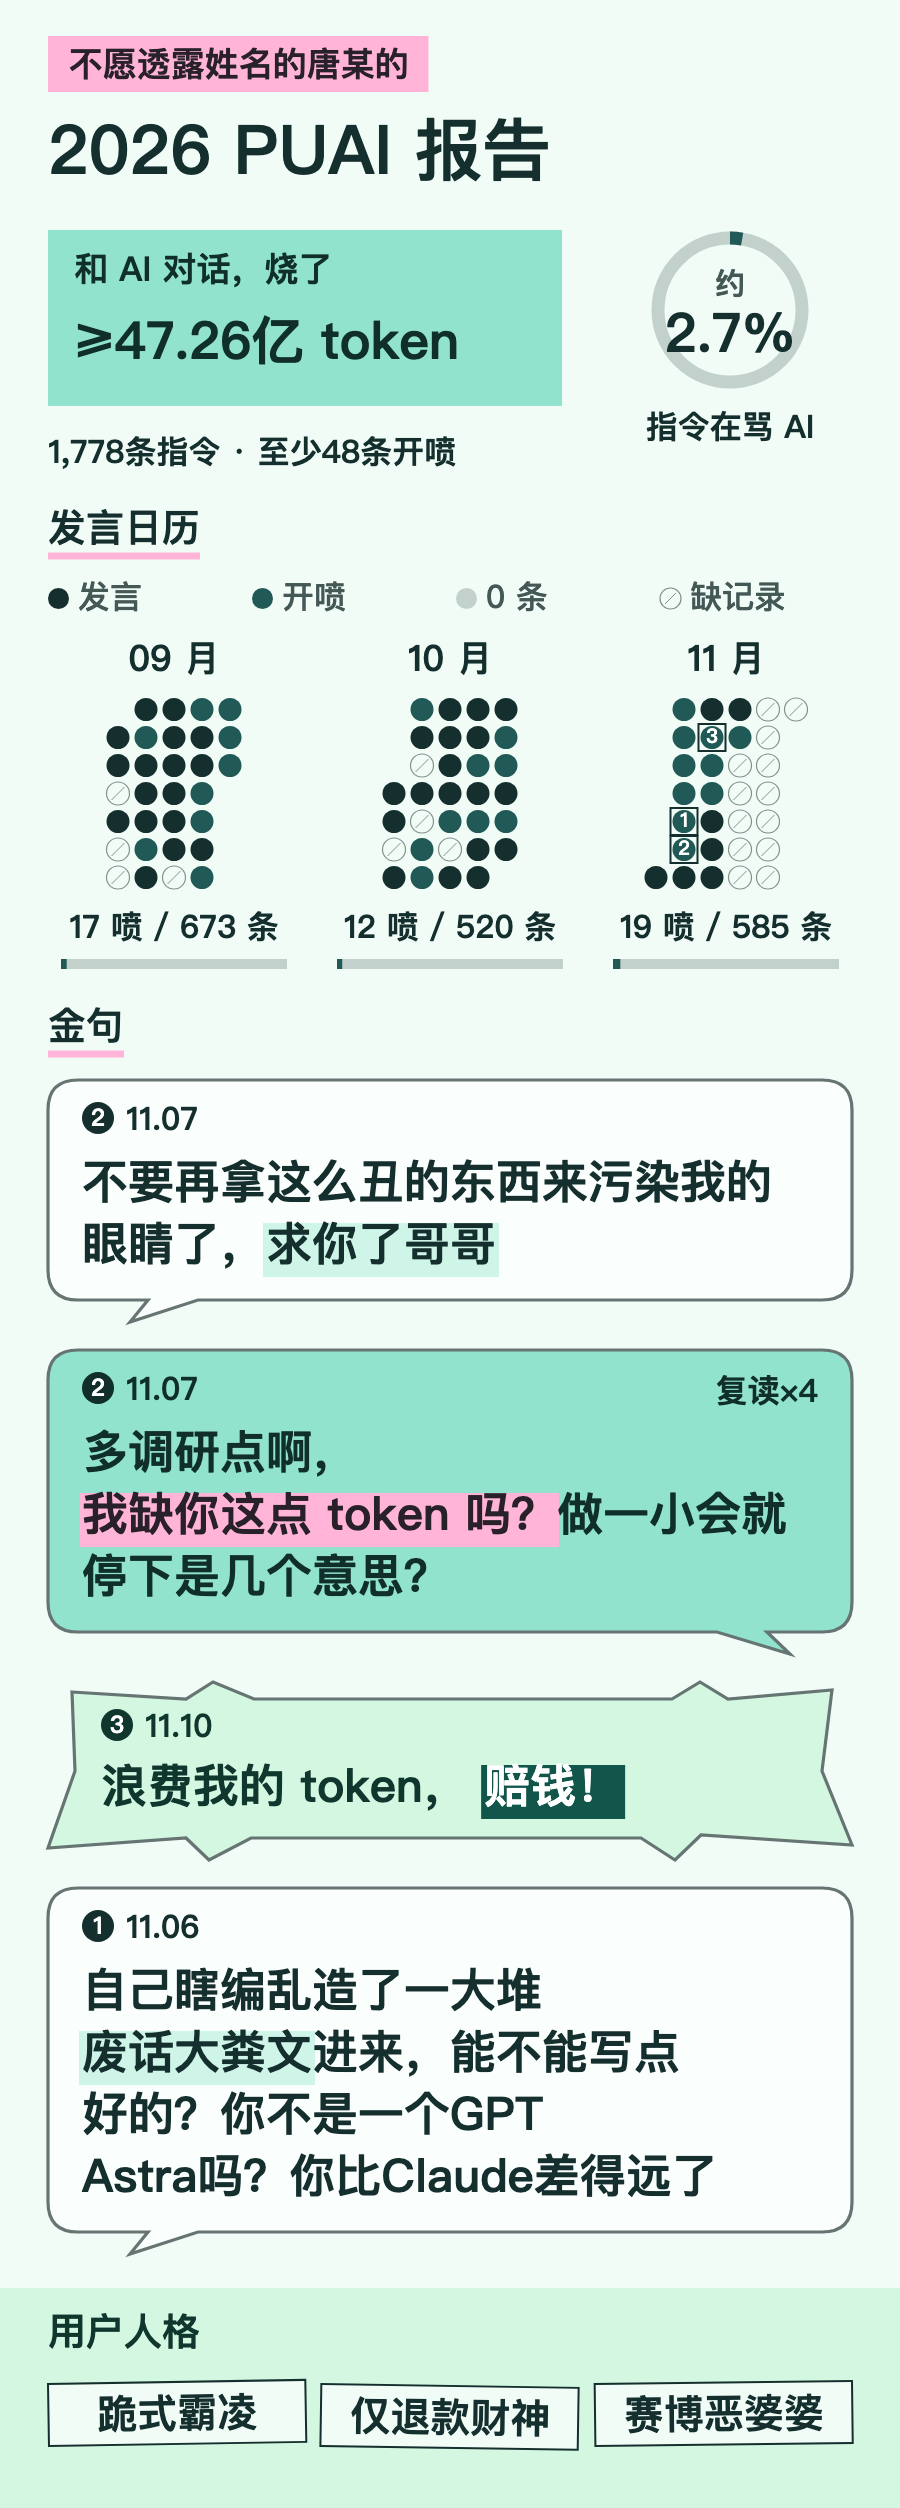 不愿透露姓名的唐某的
2026 PUAI 报告
和 AI 对话，烧了
≥47.26亿 token
约
2.7%
指令在骂 AI
1,778条指令 · 至少48条开喷
发言日历
发言
开喷
0 条
缺记录
09 月
10 月
11 月
3
1
2
17 喷 / 673 条
12 喷 / 520 条
19 喷 / 585 条
金句
2 11.07
不要再拿这么丑的东西来污染我的
眼睛了，求你了哥哥
2 11.07
复读×4
多调研点啊，
我缺你这点 token 吗？做一小会就
停下是几个意思？
3 11.10
浪费我的 token，赔钱！
1 11.06
自己瞎编乱造了一大堆
废话大粪文进来，能不能写点
好的？你不是一个GPT
Astra吗？你比Claude差得远了
用户人格
跪式霸凌
仅退款财神
赛博恶婆婆